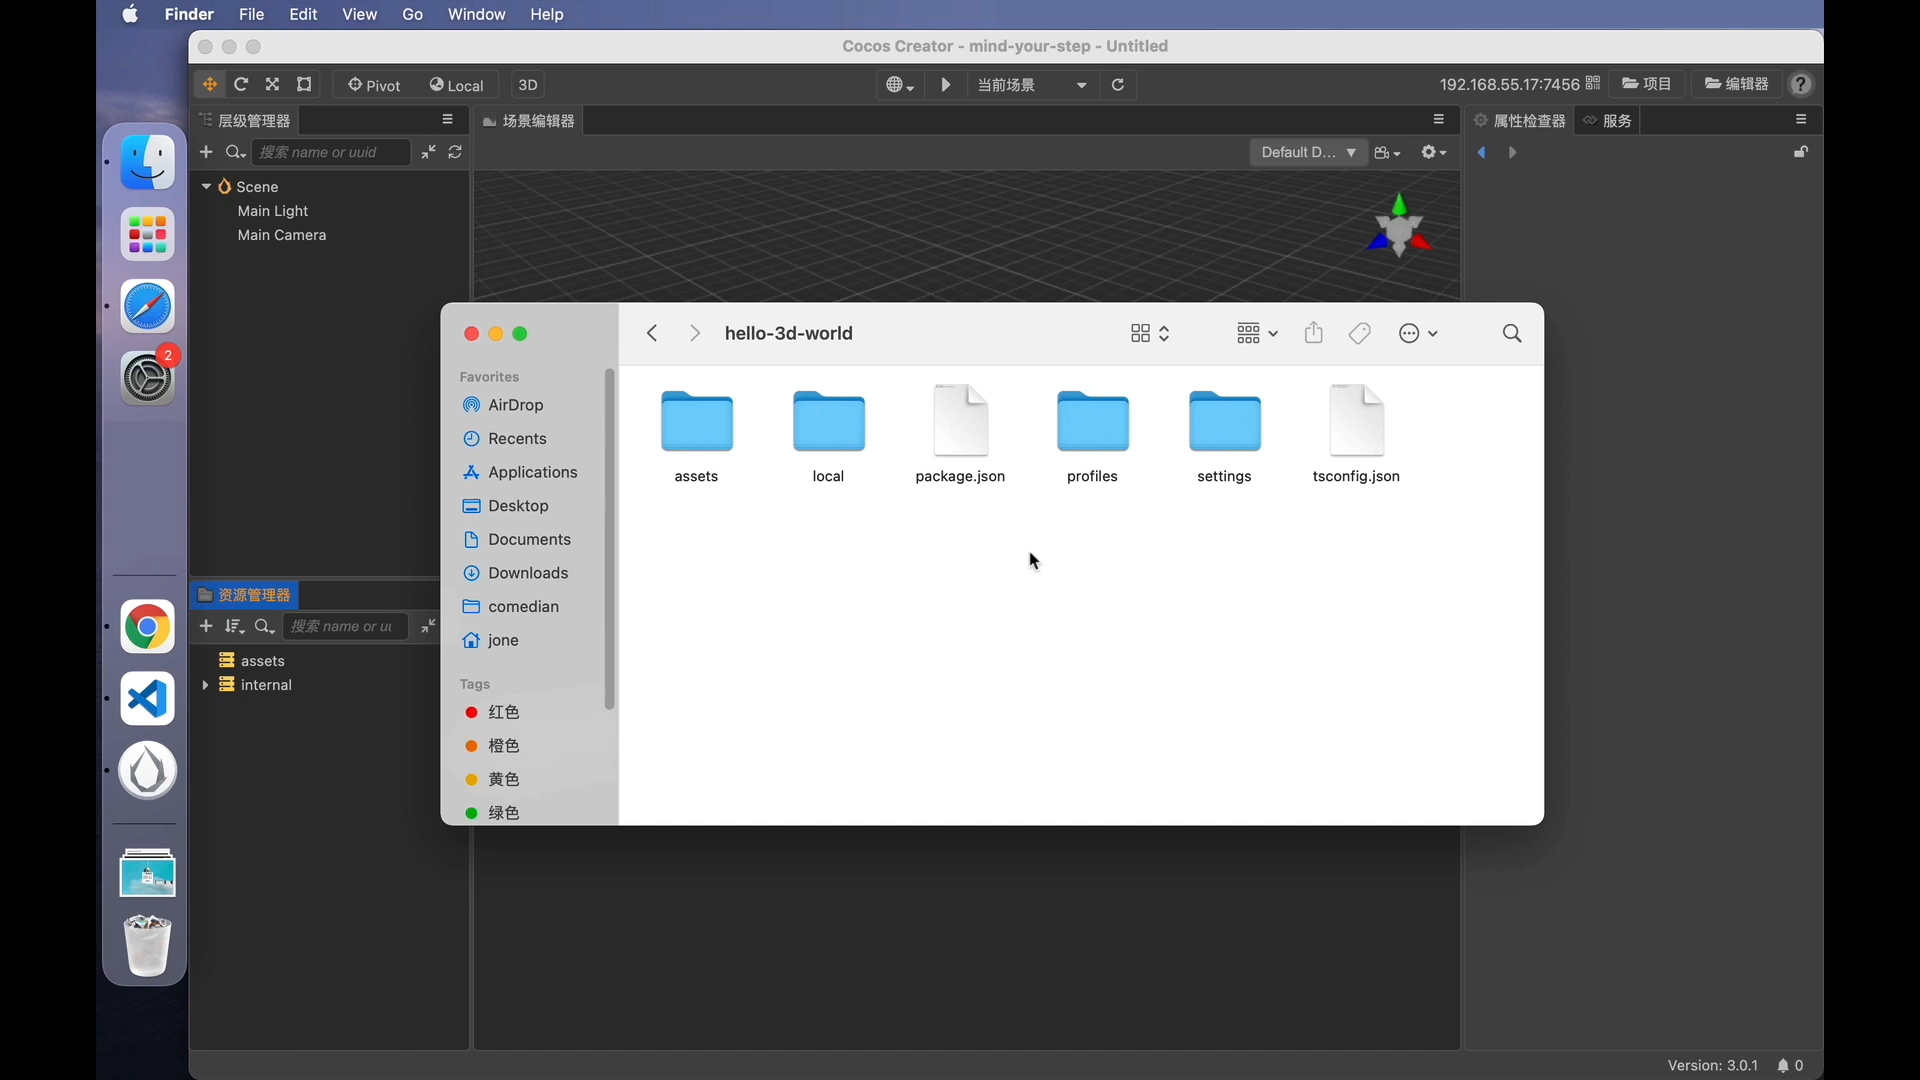 Finder File Edit View Go Window Help
Cocos Creator - mind-your-step - Untitled
Pivot Local 3D 当前场景 192.168.55.17:7456 项目 编辑器 ?
层级管理器 场景编辑器 属性检查器 服务
搜索 name or uuid Default D...
Scene
Main Light
Main Camera
2
hello-3d-world
Favorites
AirDrop
Recents
Applications
Desktop
Documents
Downloads
comedian
jone
Tags
红色
橙色
黄色
绿色
assets local package.json profiles settings tsconfig.json
资源管理器
搜索 name or uu
assets
internal
Version: 3.0.1 0